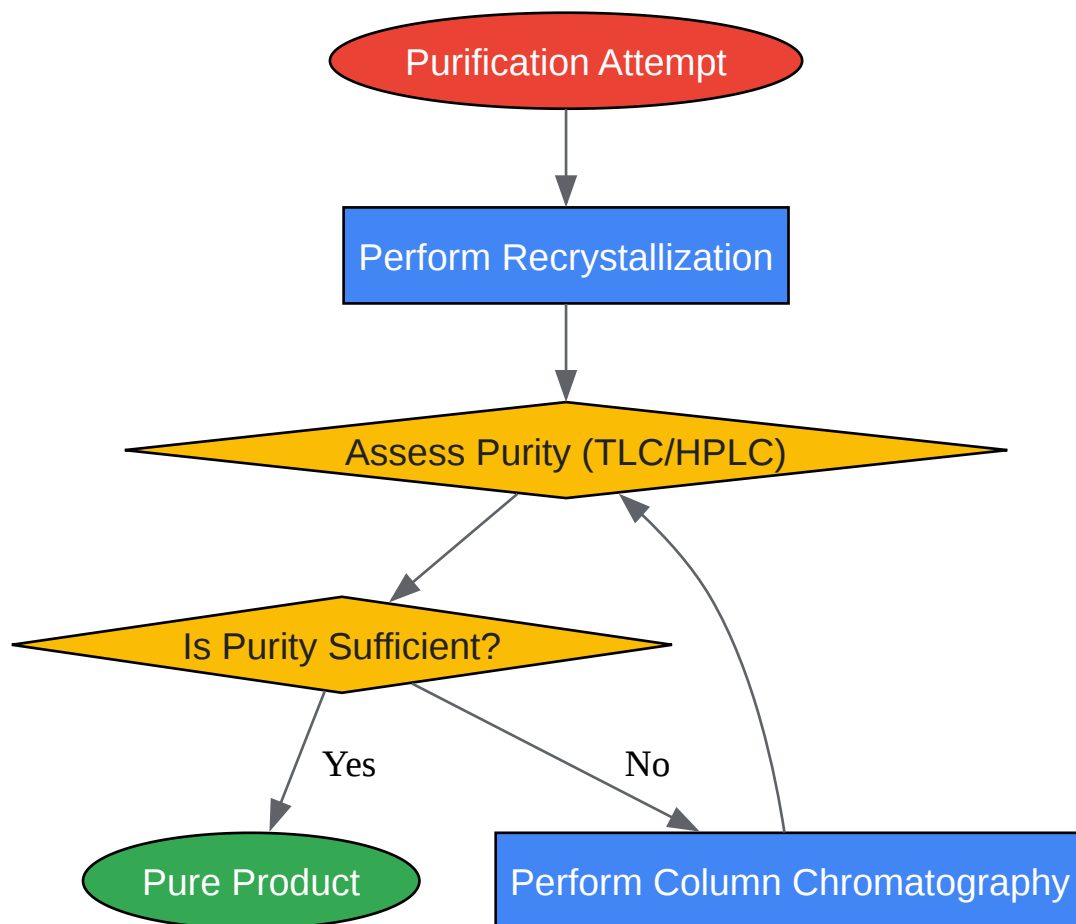 Purification Attempt
Perform Recrystallization
Assess Purity (TLC/HPLC)
Is Purity Sufficient?
Yes
No
Pure Product
Perform Column Chromatography